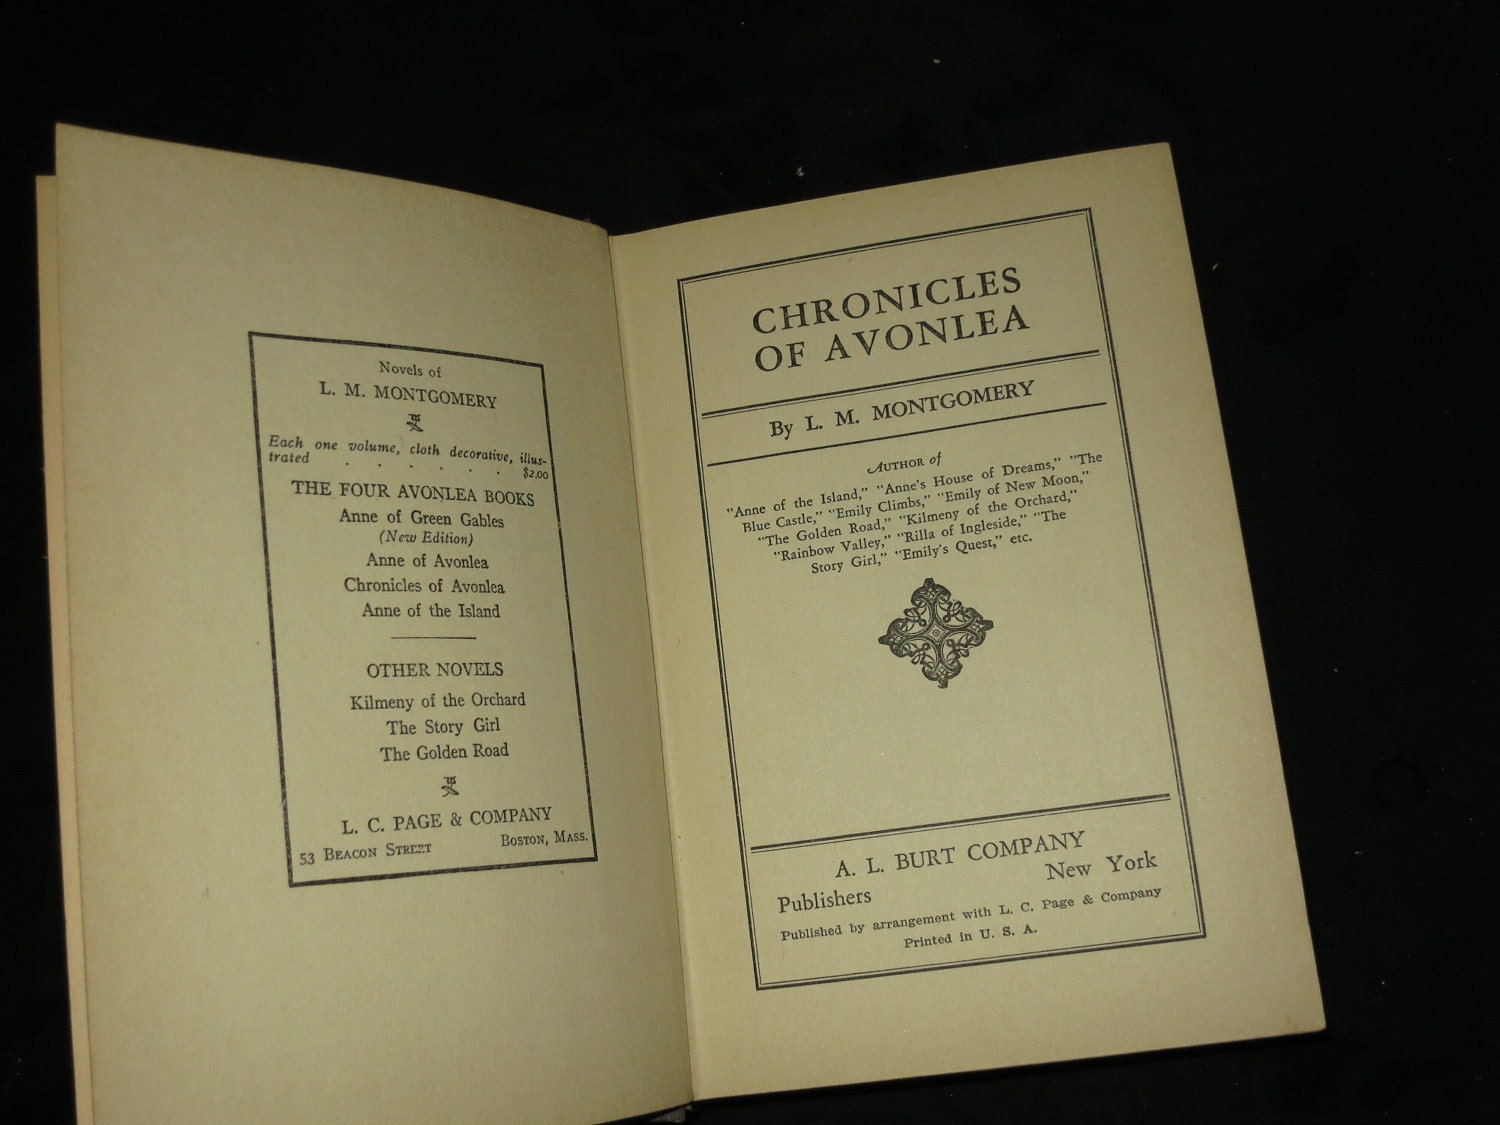 Novels of
L. M. MONTGOMERY
Each one volume, cloth decorative, illus-
trated . . . . . . $2.00
THE FOUR AVONLEA BOOKS
Anne of Green Gables
(New Edition)
Anne of Avonlea
Chronicles of Avonlea
Anne of the Island
OTHER NOVELS
Kilmeny of the Orchard
The Story Girl
The Golden Road
L. C. PAGE & COMPANY
53 BEACON STREET BOSTON, MASS.
CHRONICLES
OF AVONLEA
By L. M. MONTGOMERY
AUTHOR of
"Anne of the Island," "Anne's House of Dreams," "The
Blue Castle," "Emily Climbs," "Emily of New Moon,"
"The Golden Road," "Kilmeny of the Orchard,"
"Rainbow Valley," "Rilla of Ingleside," "The
Story Girl," "Emily's Quest," etc.
A. L. BURT COMPANY
Publishers New York
Published by arrangement with L. C. Page & Company
Printed in U. S. A.